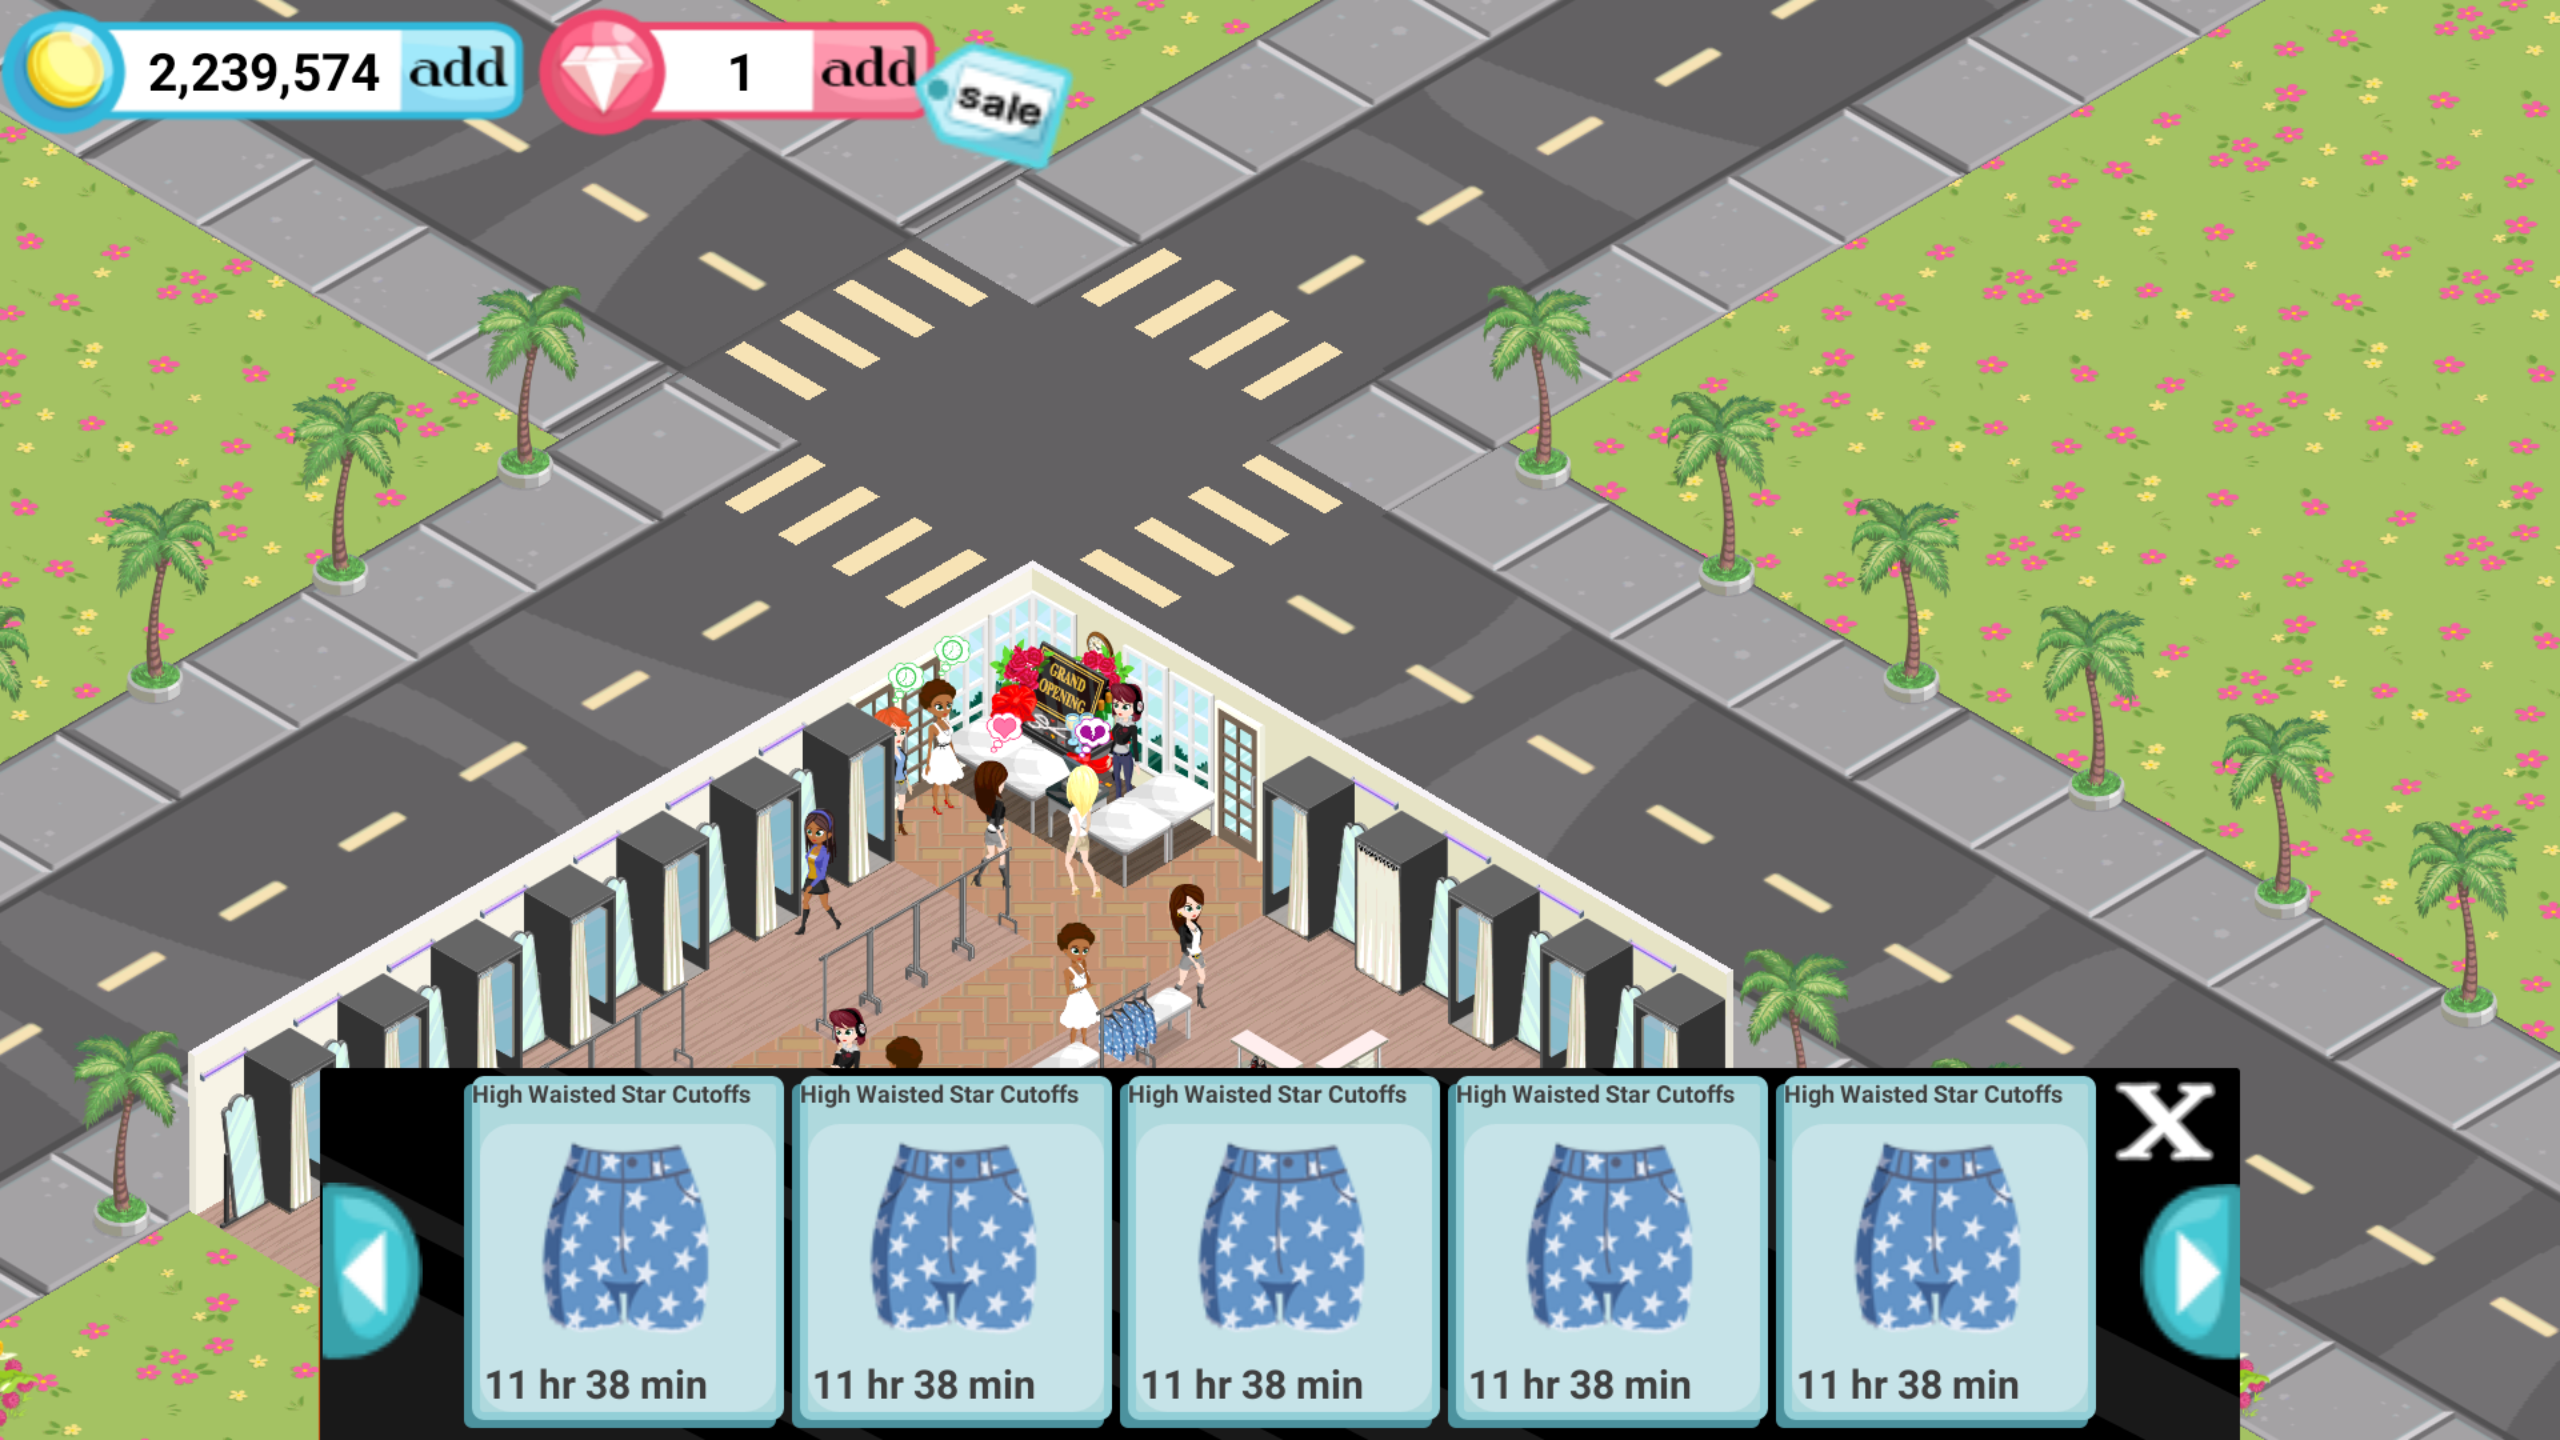 2,239,574 add
1 add
sale
GRAND
OPENING
High Waisted Star Cutoffs
11 hr 38 min
High Waisted Star Cutoffs
11 hr 38 min
High Waisted Star Cutoffs
11 hr 38 min
High Waisted Star Cutoffs
11 hr 38 min
High Waisted Star Cutoffs
11 hr 38 min
X